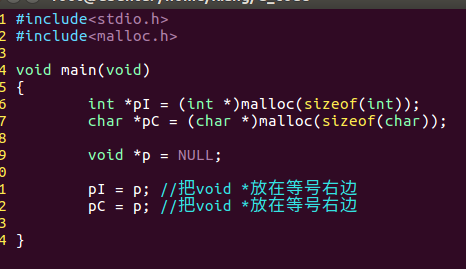 1 #include<stdio.h>
2 #include<malloc.h>
3
4 void main(void)
5 {
6 int *pI = (int *)malloc(sizeof(int));
7 char *pC = (char *)malloc(sizeof(char));
8
9 void *p = NULL;
0
1 pI = p; //把void *放在等号右边
2 pC = p; //把void *放在等号右边
3
4 }